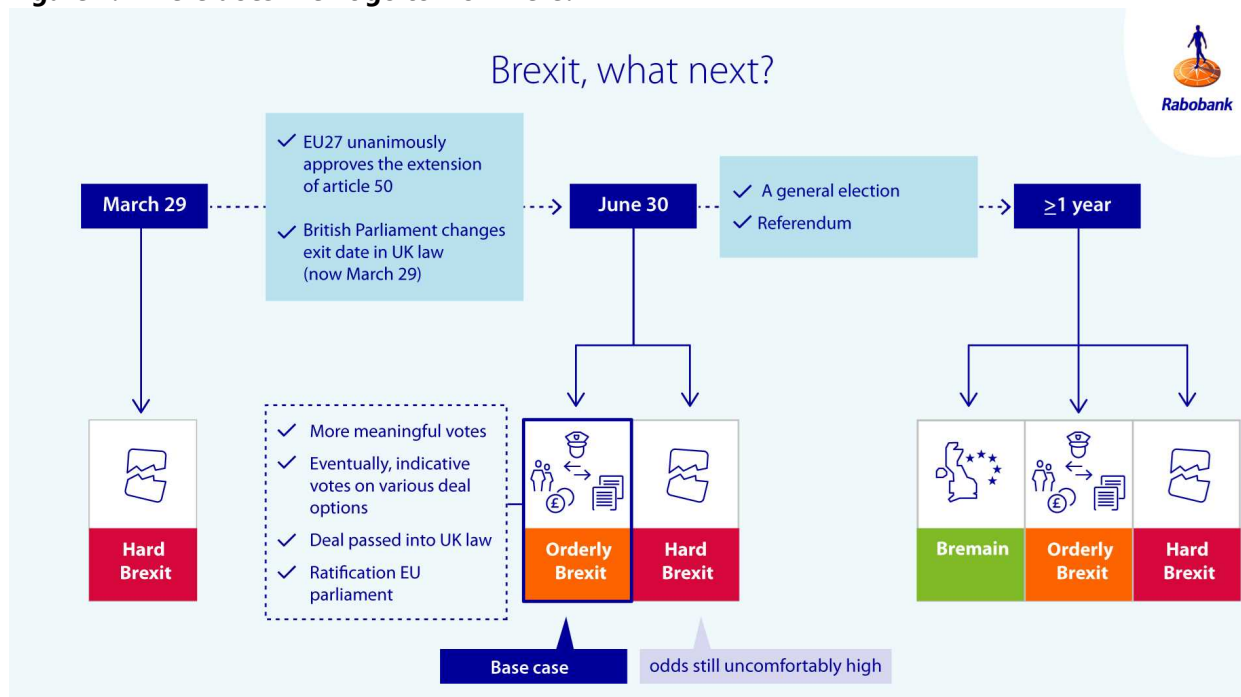 Brexit, what next?
Rabobank
✓ EU27 unanimously
approves the extension
of article 50
✓ British Parliament changes
exit date in UK law
(now March 29)
✓ A general election
✓ Referendum
March 29
June 30
≥1 year
✓ More meaningful votes
✓ Eventually, indicative
votes on various deal
options
✓ Deal passed into UK law
✓ Ratification EU
parliament
£
£
Hard
Brexit
Orderly
Brexit
Hard
Brexit
Bremain
Orderly
Brexit
Hard
Brexit
Base case
odds still uncomfortably high